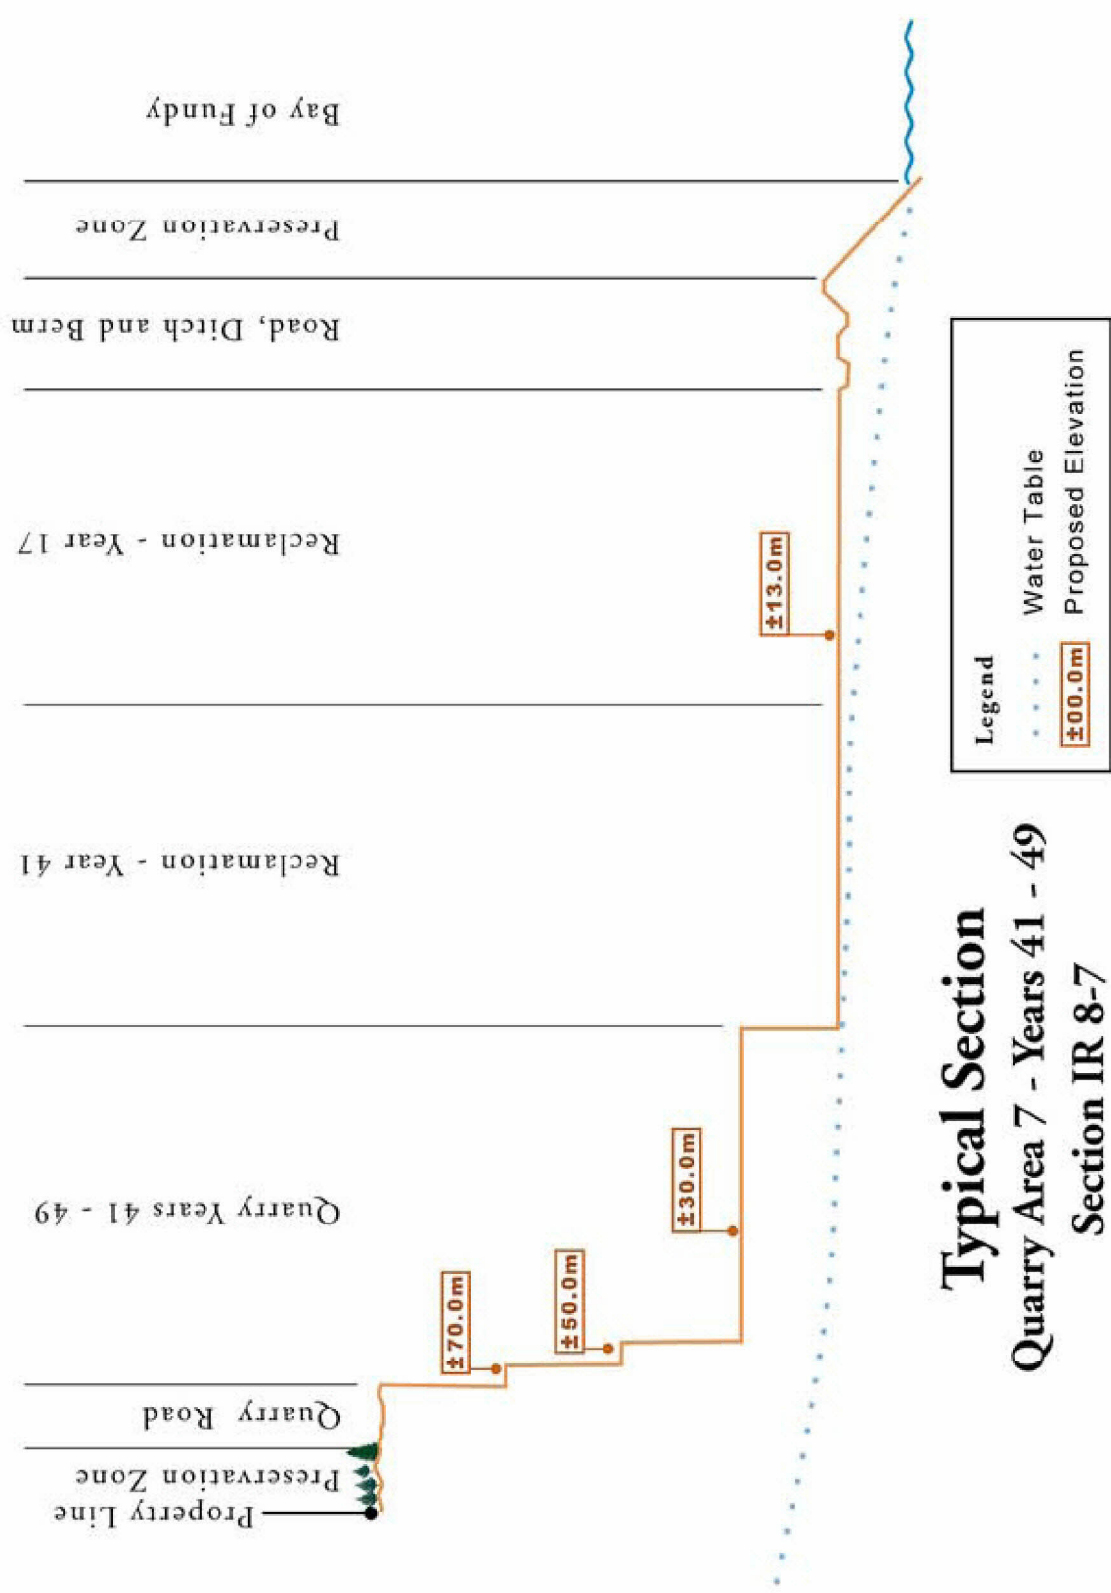 Property Line
Preservation Zone
Quarry Road
Quarry Years 41 - 49
Reclamation - Year 41
Reclamation - Year 17
Road, Ditch and Berm
Preservation Zone
Bay of Fundy
±70.0m
±50.0m
±30.0m
±13.0m
Typical Section
Quarry Area 7 - Years 41 - 49
Section IR 8-7
Legend
Water Table
±00.0m Proposed Elevation